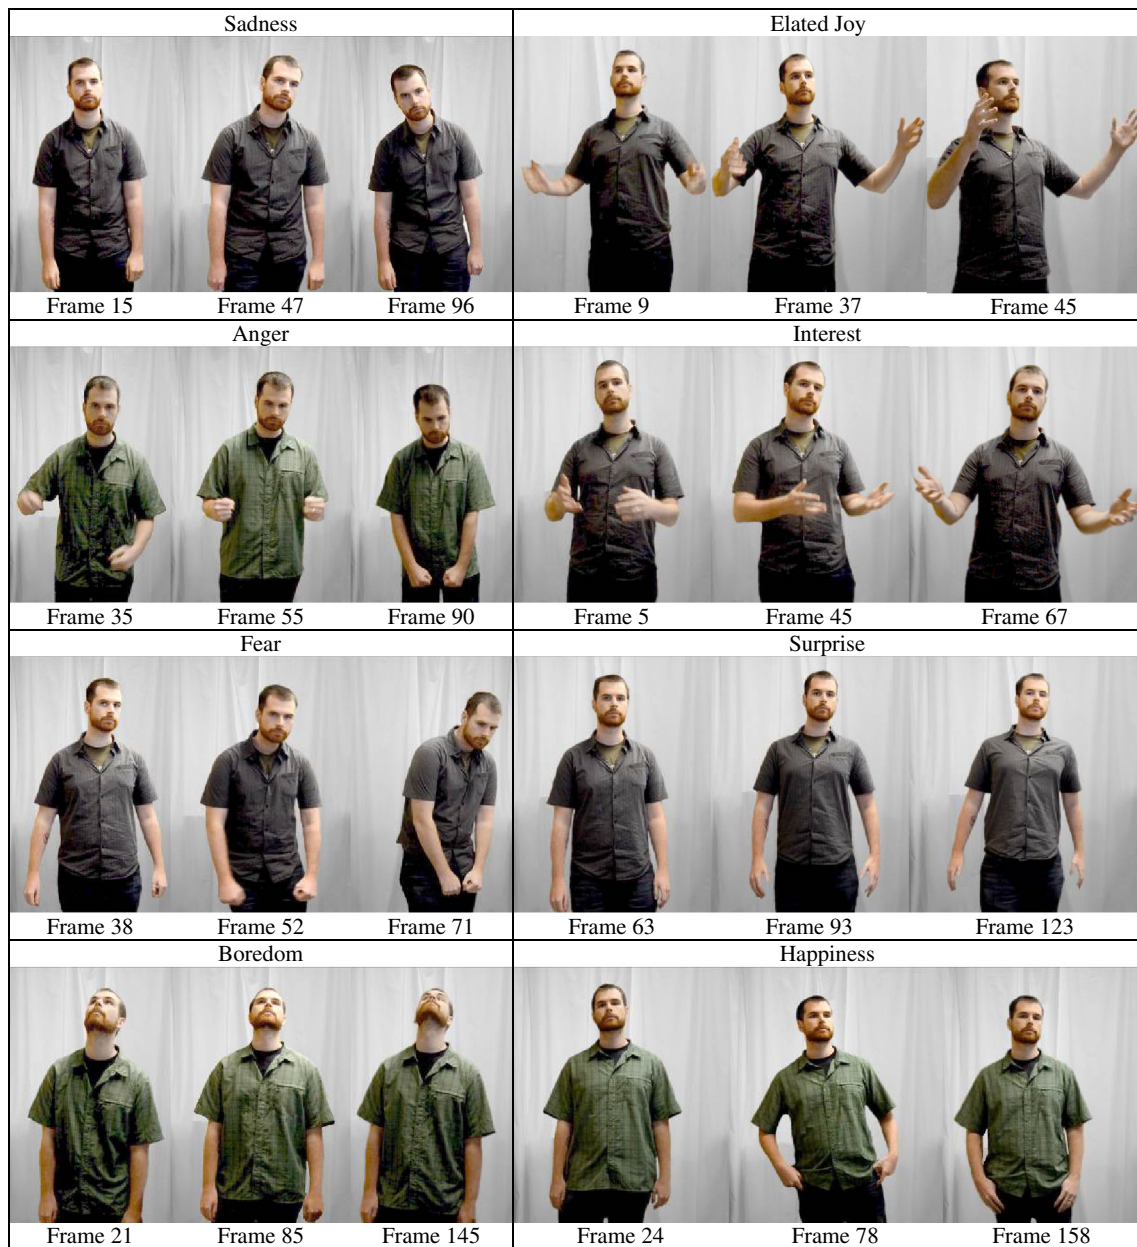 Sadness
Elated Joy
Frame 15 Frame 47 Frame 96
Frame 9 Frame 37 Frame 45
Anger
Interest
Frame 35 Frame 55 Frame 90
Frame 5 Frame 45 Frame 67
Fear
Surprise
Frame 38 Frame 52 Frame 71
Frame 63 Frame 93 Frame 123
Boredom
Happiness
Frame 21 Frame 85 Frame 145
Frame 24 Frame 78 Frame 158